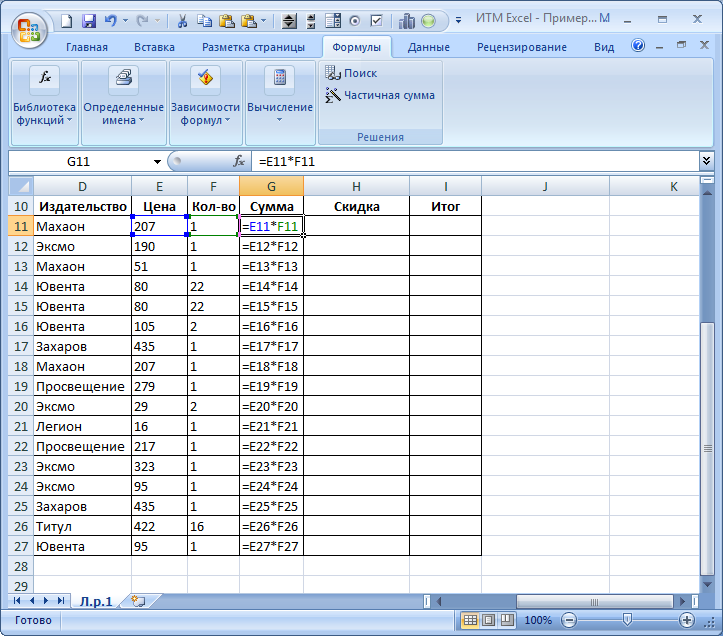 ИТМ Excel - Пример... М
Главная Вставка Разметка страницы Формулы Данные Рецензирование Вид
Библиотека функций
Определенные имена
Зависимости формул
Вычисление
Поиск
Частичная сумма
Решения
G11 fx =E11*F11
D E F G H I J K
10 Издательство Цена Кол-во Сумма Скидка Итог
11 Махаон 207 1 =E11*F11
12 Эксмо 190 1 =E12*F12
13 Махаон 51 1 =E13*F13
14 Ювента 80 22 =E14*F14
15 Ювента 80 22 =E15*F15
16 Ювента 105 2 =E16*F16
17 Захаров 435 1 =E17*F17
18 Махаон 207 1 =E18*F18
19 Просвещение 279 1 =E19*F19
20 Эксмо 29 2 =E20*F20
21 Легион 16 1 =E21*F21
22 Просвещение 217 1 =E22*F22
23 Эксмо 323 1 =E23*F23
24 Эксмо 95 1 =E24*F24
25 Захаров 435 1 =E25*F25
26 Титул 422 16 =E26*F26
27 Ювента 95 1 =E27*F27
28
29
Л.р.1
Готово 100%